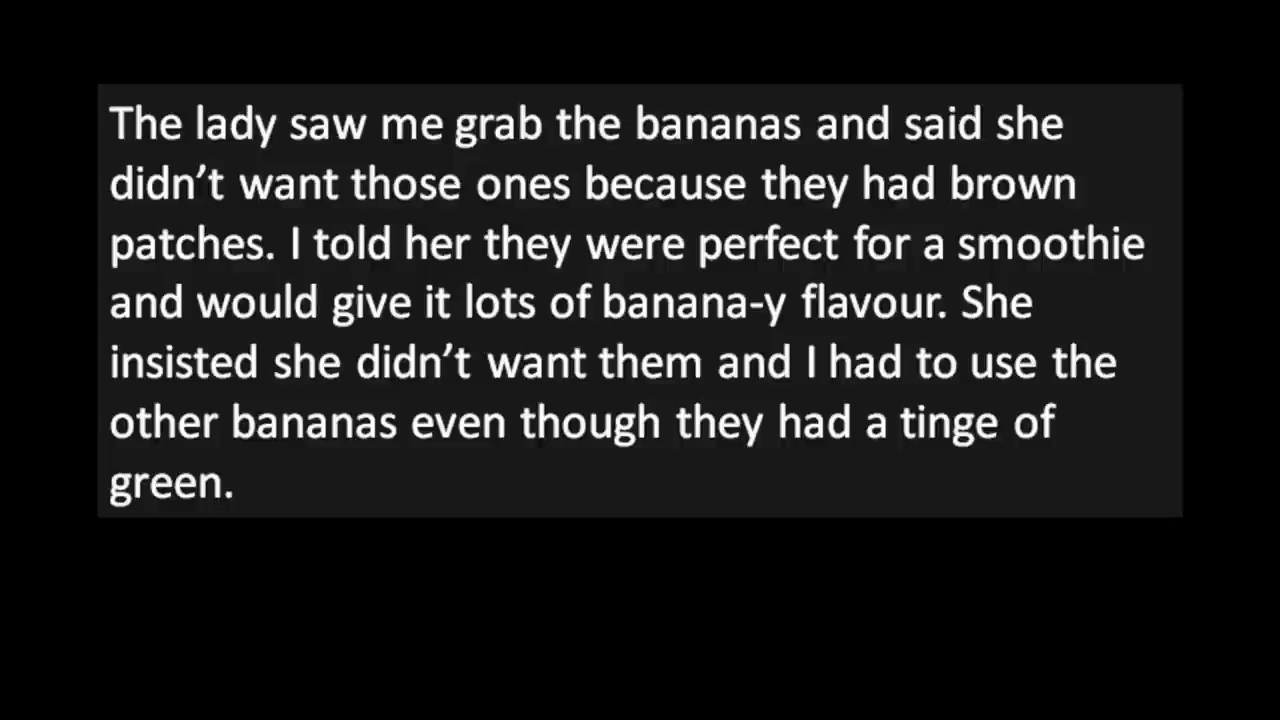 The lady saw me grab the bananas and said she
didn’t want those ones because they had brown
patches. I told her they were perfect for a smoothie
and would give it lots of banana-y flavour. She
insisted she didn’t want them and I had to use the
other bananas even though they had a tinge of
green.